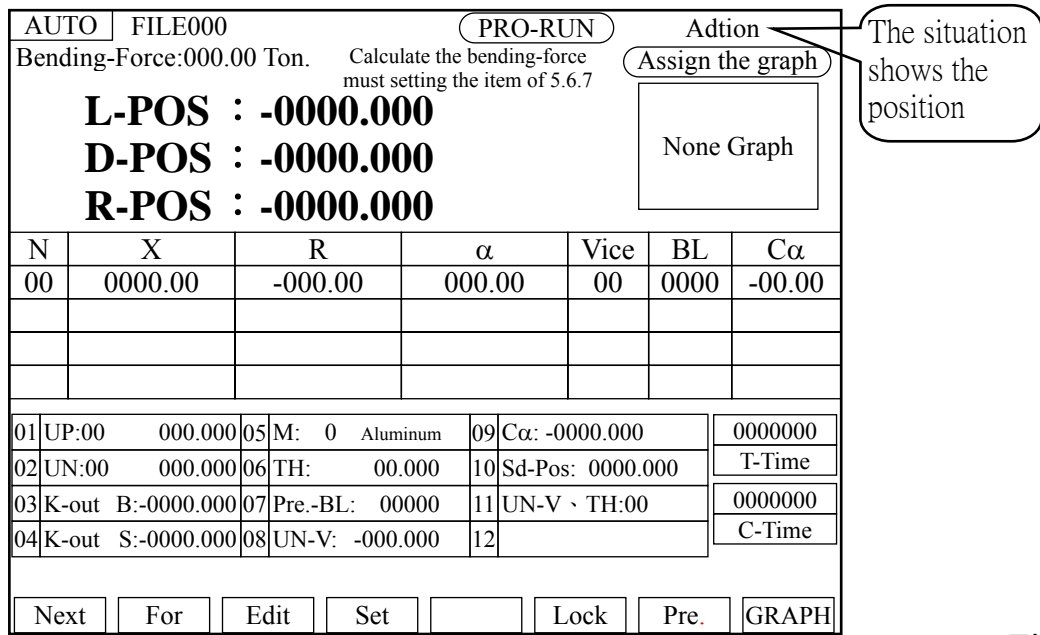 AUTO FILE000 PRO-RUN Adtion
The situation shows the position
Bending-Force:000.00 Ton. Calculate the bending-force must setting the item of 5.6.7 Assign the graph
L-POS：-0000.000
D-POS：-0000.000
R-POS：-0000.000
None Graph
N X R α Vice BL Cα
00 0000.00 -000.00 000.00 00 0000 -00.00
01 UP:00 000.000 05 M: 0 Aluminum 09 Cα: -0000.000 0000000
02 UN:00 000.000 06 TH: 00.000 10 Sd-Pos: 0000.000 T-Time
03 K-out B:-0000.000 07 Pre.-BL: 00000 11 UN-V、TH:00 0000000
04 K-out S:-0000.000 08 UN-V: -000.000 12 C-Time
Next For Edit Set Lock Pre. GRAPH